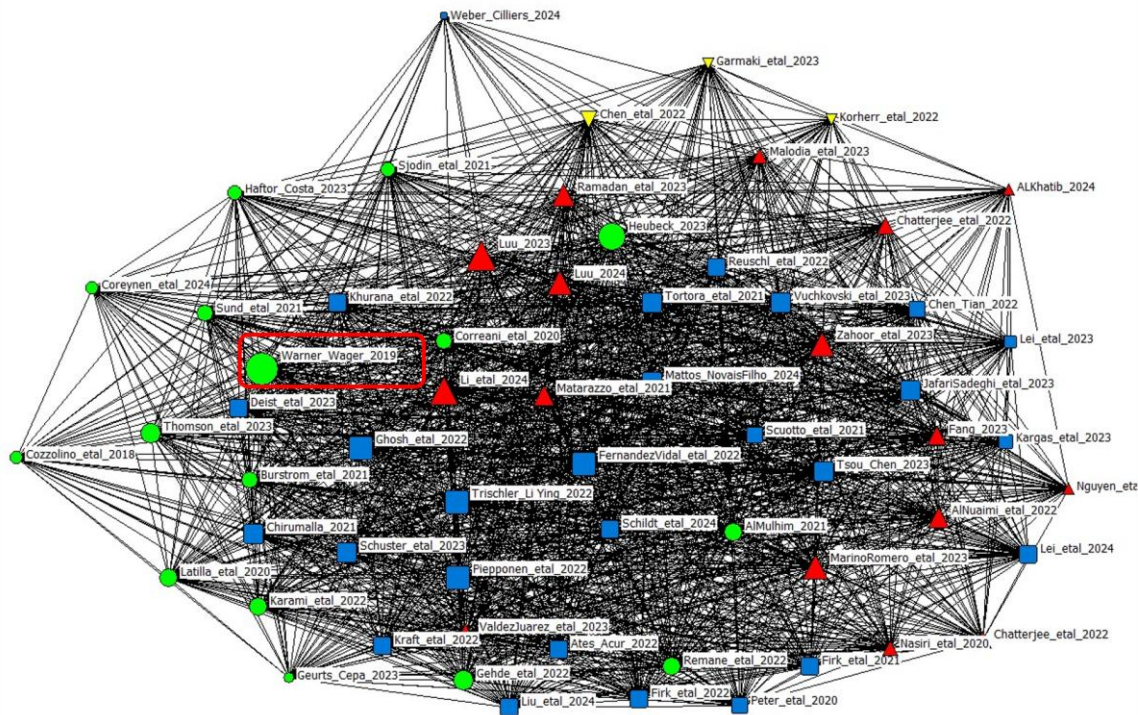 Weber_Cilliers_2024
Garmaki_etal_2023
Chen_etal_2022
Korherr_etal_2022
Malodia_etal_2023
Sjodin_etal_2021
Haftor_Costa_2023
Ramadan_etal_2023
ALKhatib_2024
Chatterjee_etal_2022
Heubeck_2023
Luu_2023
Reuschl_etal_2022
Luu_2024
Coreynen_etal_2024
Khurana_etal_2022
Tortora_etal_2021
Vuchkovski_etal_2023
Chen_Tian_2022
Sund_etal_2021
Correani_etal_2020
Zahoor_etal_2023
Lei_etal_2023
Warner_Wager_2019
Mattos_NovaisFilho_2024
Li_etal_2024
Matarazzo_etal_2021
JafariSadeghi_etal_2023
Deist_etal_2023
Thomson_etal_2023
Scuotto_etal_2021
Fang_2023
Kargas_etal_2023
Ghosh_etal_2022
Cozzolino_etal_2018
FernandezVidal_etal_2022
Tsou_Chen_2023
Burstrom_etal_2021
Nguyen_eta
Trischler_Li Ying_2022
AlNuaimi_etal_2022
Chirumalla_2021
Schildt_etal_2024
AlMulhim_2021
Schuster_etal_2023
Lei_etal_2024
MarinoRomero_2023
Latilla_etal_2020
Piepponen_etal_2022
Karami_etal_2022
ValdezJuarez_etal_2023
Chatterjee_etal_2022
Kraft_etal_2022
Ates_Acur_2022
Nasiri_etal_2020
Remane_etal_2022
Firk_etal_2021
Geurts_Cepa_2023
Gehde_etal_2022
Firk_etal_2022
Liu_etal_2024
Peter_etal_2020